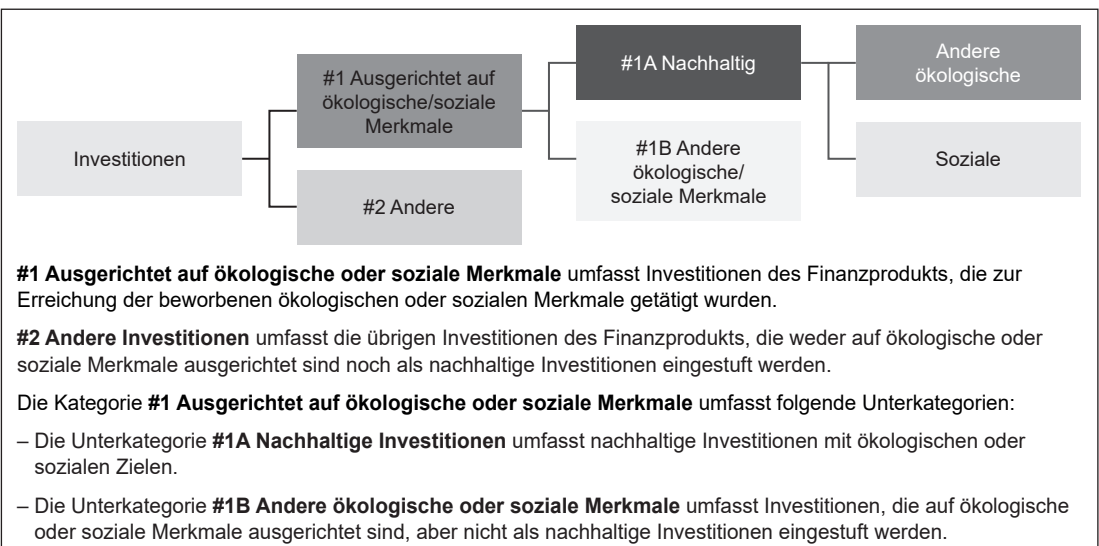 Investitionen
#1 Ausgerichtet auf
ökologische/soziale
Merkmale
#2 Andere
#1A Nachhaltig
#1B Andere
ökologische/
soziale Merkmale
Andere
ökologische
Soziale
#1 Ausgerichtet auf ökologische oder soziale Merkmale umfasst Investitionen des Finanzprodukts, die zur
Erreichung der beworbenen ökologischen oder sozialen Merkmale getätigt wurden.
#2 Andere Investitionen umfasst die übrigen Investitionen des Finanzprodukts, die weder auf ökologische oder
soziale Merkmale ausgerichtet sind noch als nachhaltige Investitionen eingestuft werden.
Die Kategorie #1 Ausgerichtet auf ökologische oder soziale Merkmale umfasst folgende Unterkategorien:
– Die Unterkategorie #1A Nachhaltige Investitionen umfasst nachhaltige Investitionen mit ökologischen oder
sozialen Zielen.
– Die Unterkategorie #1B Andere ökologische oder soziale Merkmale umfasst Investitionen, die auf ökologische
oder soziale Merkmale ausgerichtet sind, aber nicht als nachhaltige Investitionen eingestuft werden.